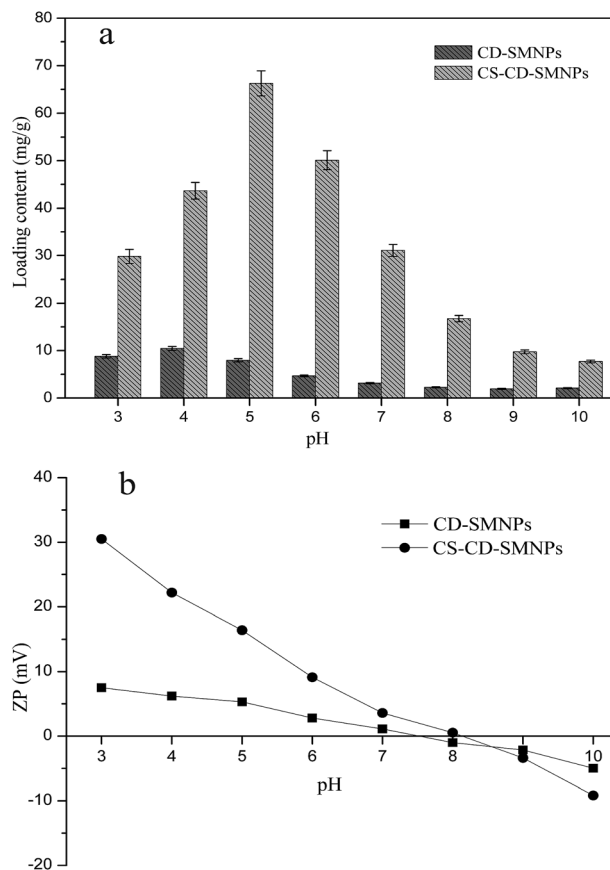 a
CD-SMNPs
CS-CD-SMNPs
Loading content (mg/g)
80
70
60
50
40
30
20
10
0
3 4 5 6 7 8 9 10
pH
b
CD-SMNPs
CS-CD-SMNPs
ZP (mV)
40
30
20
10
0
-10
-20
3 4 5 6 7 8 9 10
pH